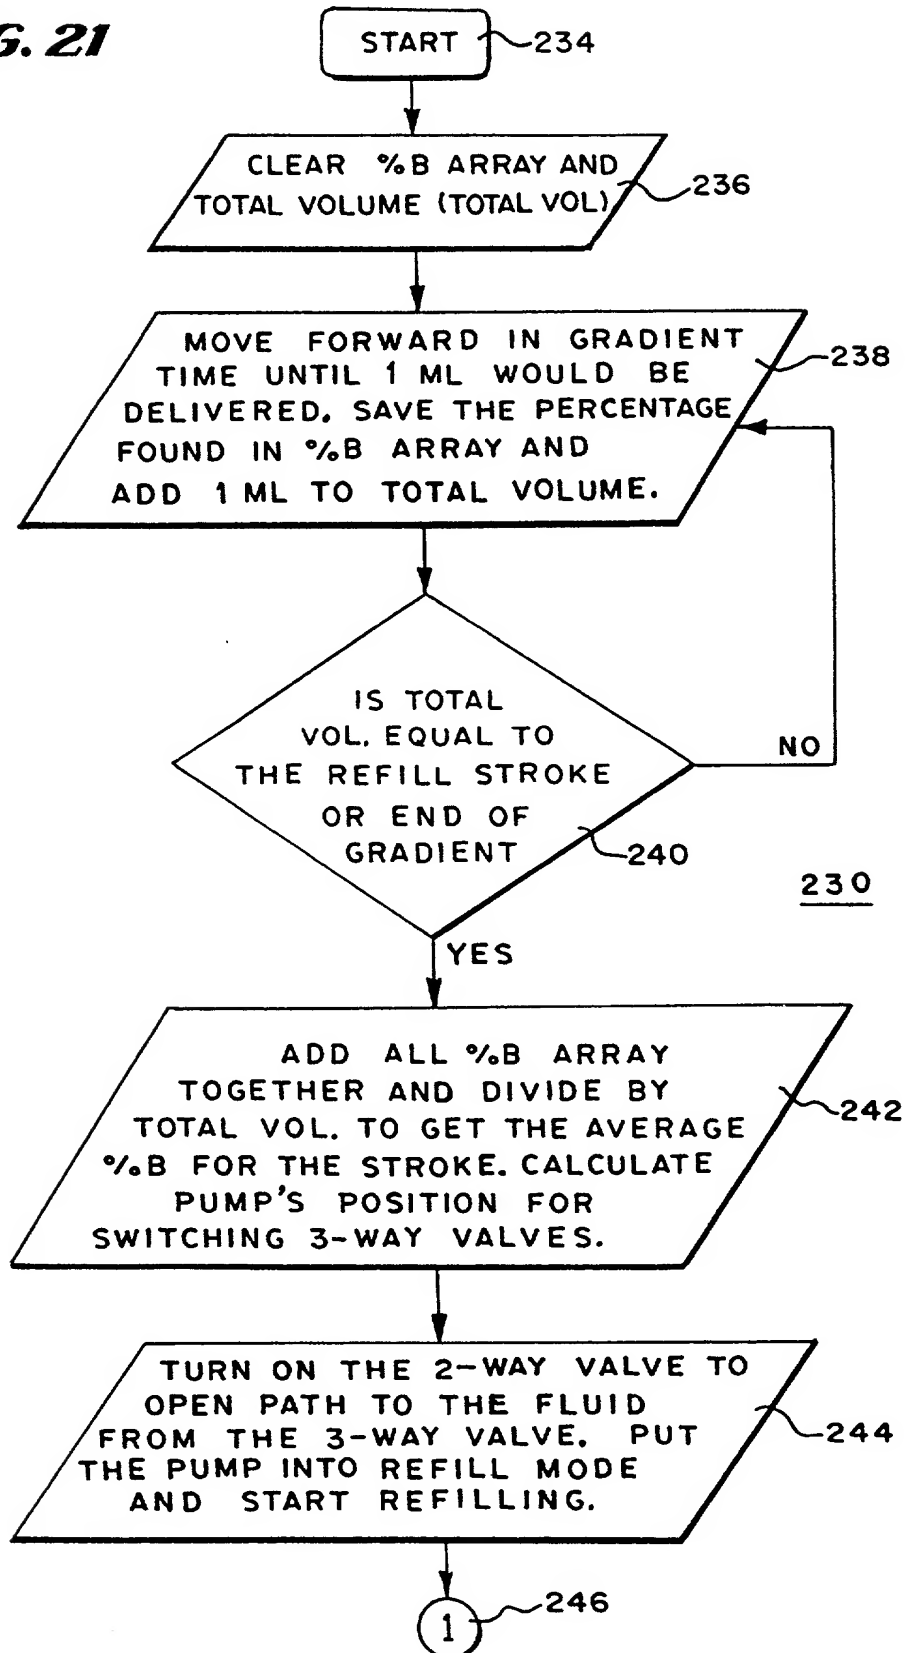 G. 21
START
234
CLEAR %B ARRAY AND
TOTAL VOLUME (TOTAL VOL)
236
MOVE FORWARD IN GRADIENT
TIME UNTIL 1 ML WOULD BE
DELIVERED. SAVE THE PERCENTAGE
FOUND IN %B ARRAY AND
ADD 1 ML TO TOTAL VOLUME.
238
IS TOTAL
VOL. EQUAL TO
THE REFILL STROKE
OR END OF
GRADIENT
240
NO
230
YES
ADD ALL %B ARRAY
TOGETHER AND DIVIDE BY
TOTAL VOL. TO GET THE AVERAGE
%B FOR THE STROKE. CALCULATE
PUMP'S POSITION FOR
SWITCHING 3-WAY VALVES.
242
TURN ON THE 2-WAY VALVE TO
OPEN PATH TO THE FLUID
FROM THE 3-WAY VALVE. PUT
THE PUMP INTO REFILL MODE
AND START REFILLING.
244
1
246